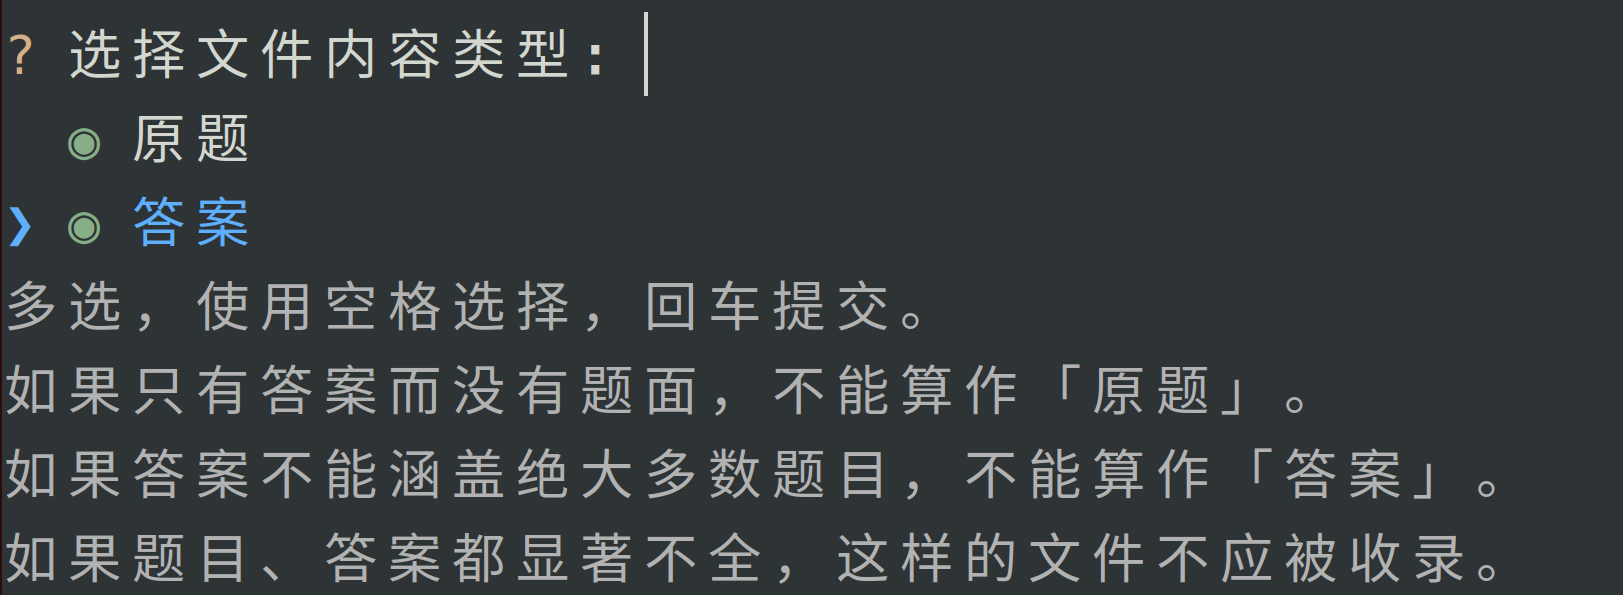 ? 选择文件内容类型:
◉ 原题
❯ ◉ 答案
多选，使用空格选择，回车提交。
如果只有答案而没有题面，不能算作「原题」。
如果答案不能涵盖绝大多数题目，不能算作「答案」。
如果题目、答案都显著不全，这样的文件不应被收录。